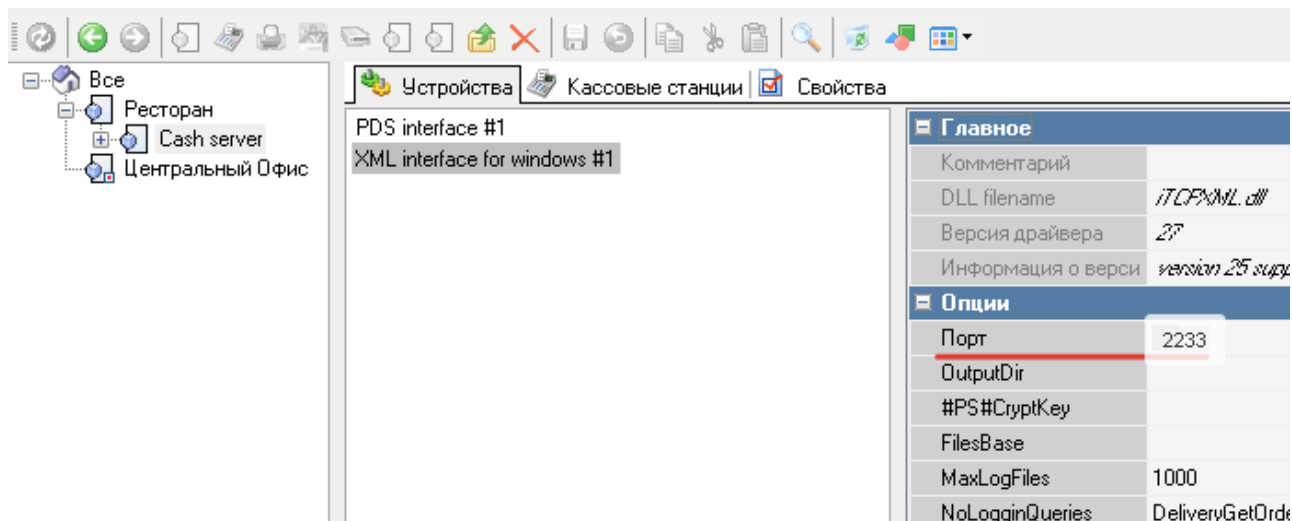 Все
Ресторан
Cash server
Центральный Офис
Устройства
Кассовые станции
Свойства
PDS interface #1
XML interface for windows #1
Главное
Комментарий
DLL filename iTCPXML.dll
Версия драйвера 27
Информация о верси version 25 supp
Опции
Порт 2233
OutputDir
#PS#CryptKey
FilesBase
MaxLogFiles 1000
NoLogginQueries DeliveryGetOrde